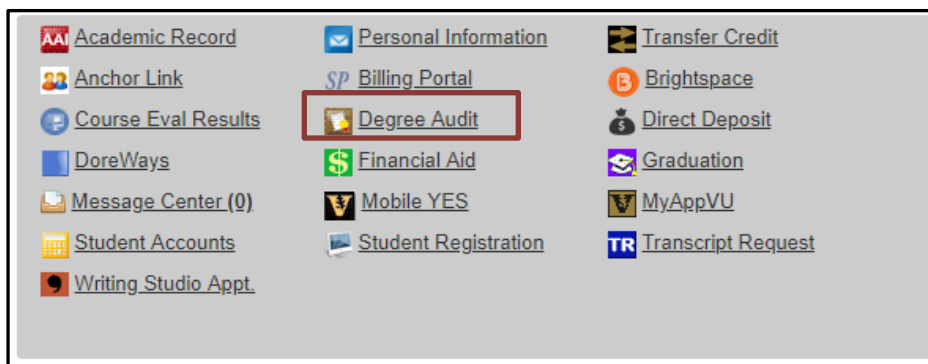 AAI Academic Record Personal Information Transfer Credit
Anchor Link SP Billing Portal B Brightspace
Course Eval Results Degree Audit $ Direct Deposit
DoreWays $ Financial Aid Graduation
Message Center (0) V Mobile YES V MyAppVU
Student Accounts Student Registration TR Transcript Request
Writing Studio Appt.